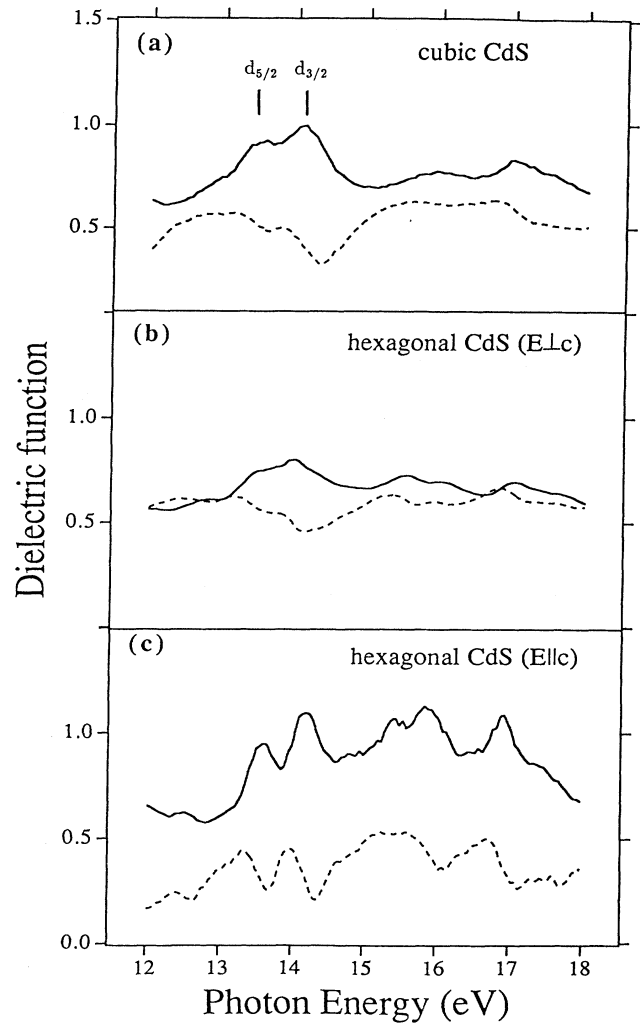 1.5
(a)
cubic CdS
d5/2 d3/2
1.0
0.5
(b)
hexagonal CdS (E⊥c)
1.0
0.5
Dielectric function
(c)
hexagonal CdS (E||c)
1.0
0.5
0.0
12 13 14 15 16 17 18
Photon Energy (eV)